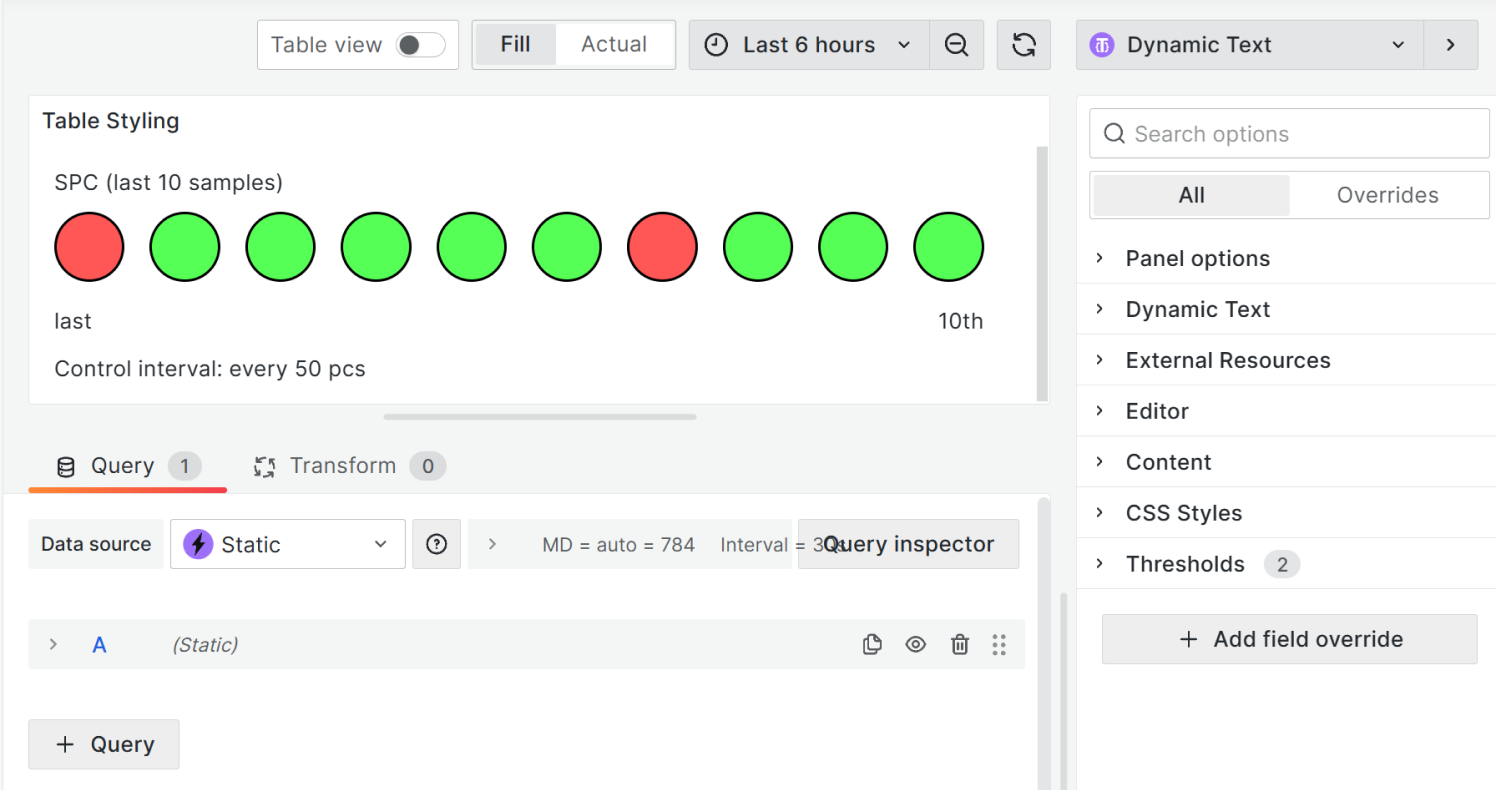 Table view
Fill
Actual
Last 6 hours
Dynamic Text
Table Styling
SPC (last 10 samples)
last
10th
Control interval: every 50 pcs
Query 1
Transform 0
Data source
Static
MD = auto = 784
Interval = 30s
Query inspector
A
(Static)
+ Query
Search options
All
Overrides
Panel options
Dynamic Text
External Resources
Editor
Content
CSS Styles
Thresholds 2
+ Add field override